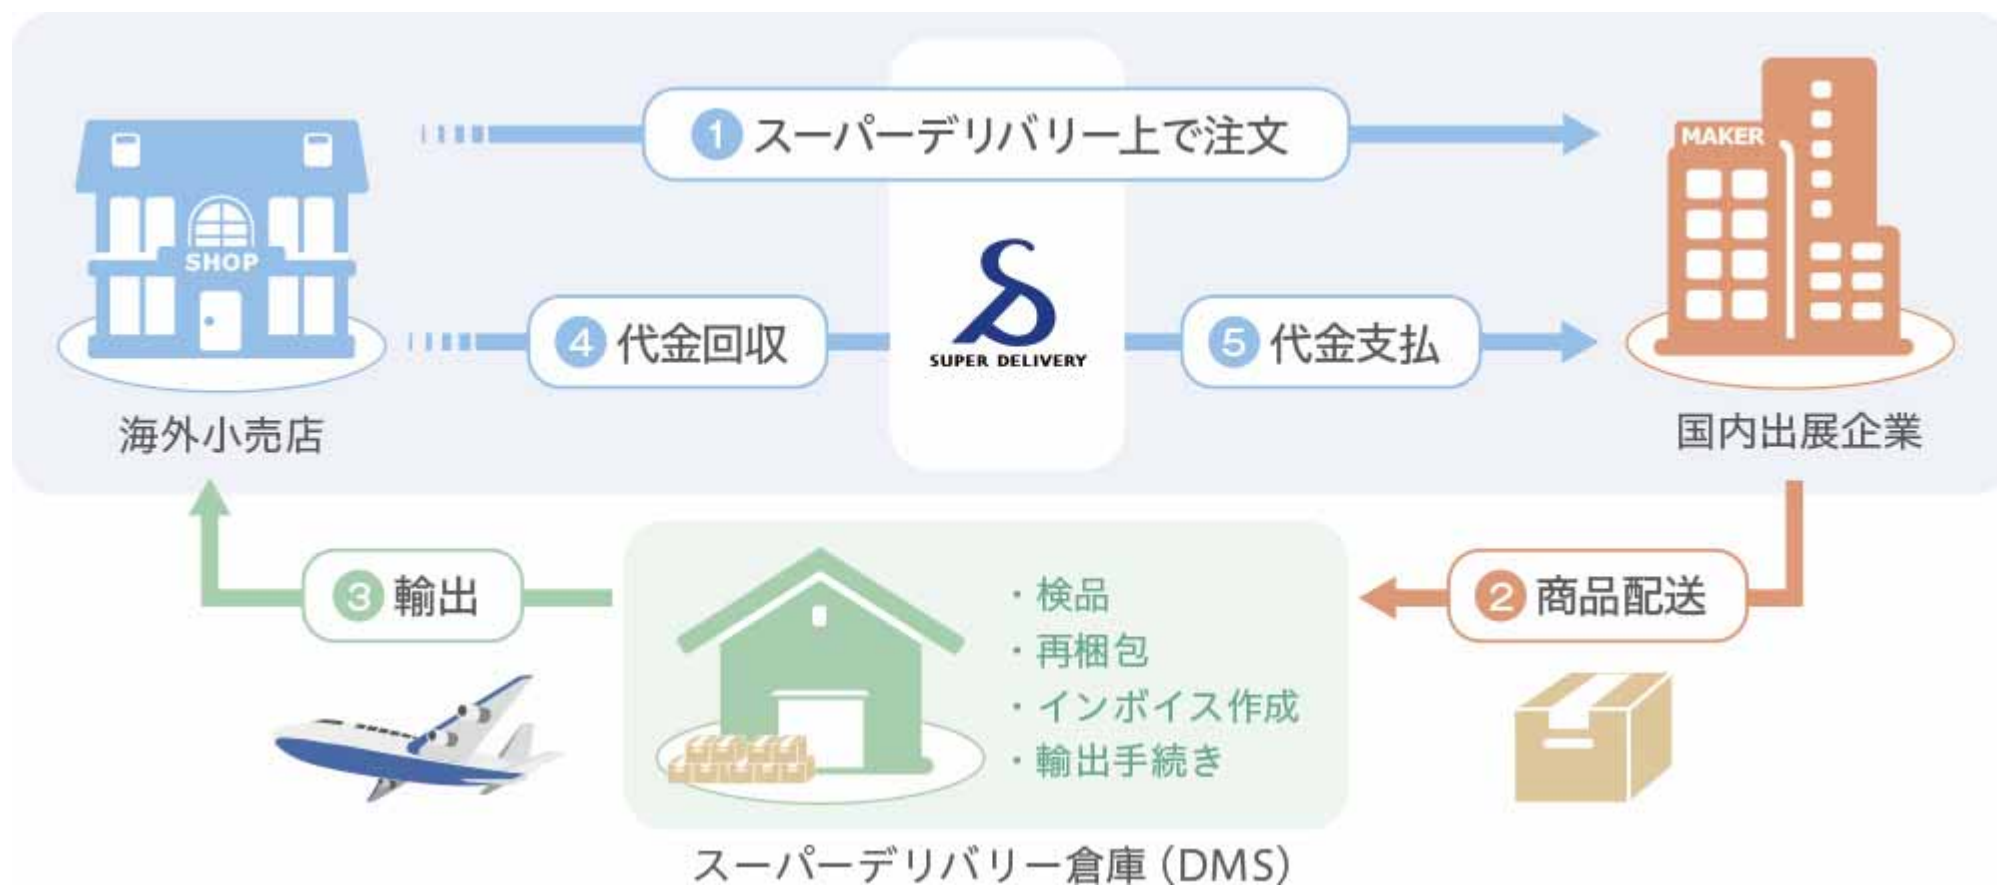 ① スーパーデリバリー上で注文
MAKER
SHOP
④ 代金回収
SUPER DELIVERY
⑤ 代金支払
海外小売店
国内出展企業
③ 輸出
② 商品配送
・検品
・再梱包
・インボイス作成
・輸出手続き
スーパーデリバリー倉庫(DMS)